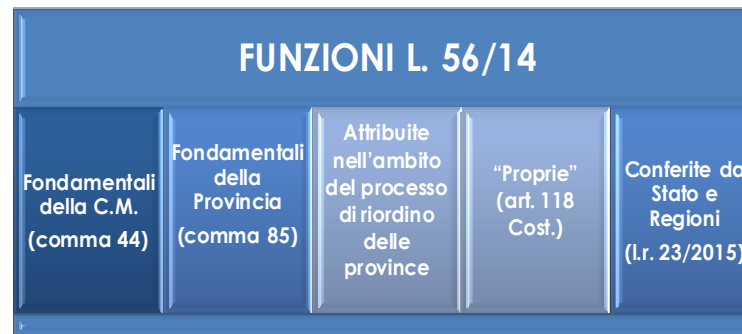 FUNZIONI L. 56/14
Fondamentali
della C.M.
(comma 44)
Fondamentali
della
Provincia
(comma 85)
Attribuite
nell'ambito
del processo
di riordino
delle
province
"Proprie"
(art. 118
Cost.)
Conferite da
Stato e
Regioni
(l.r. 23/2015)